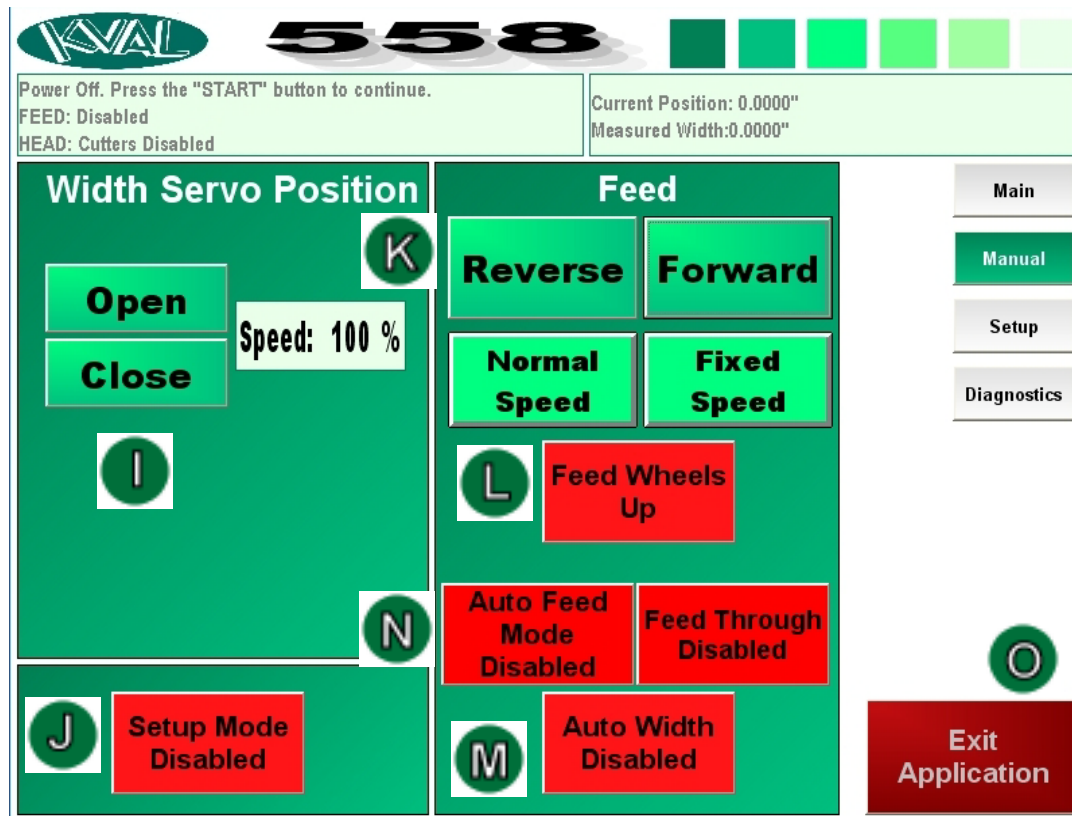 KVAL
558
Power Off. Press the "START" button to continue.
FEED: Disabled
HEAD: Cutters Disabled
Current Position: 0.0000"
Measured Width:0.0000"
Width Servo Position
Open
Close
Speed: 100 %
I
J
Setup Mode
Disabled
Feed
K
Reverse
Forward
Normal
Speed
Fixed
Speed
L
Feed Wheels
Up
N
Auto Feed
Mode
Disabled
Feed Through
Disabled
M
Auto Width
Disabled
Main
Manual
Setup
Diagnostics
O
Exit
Application